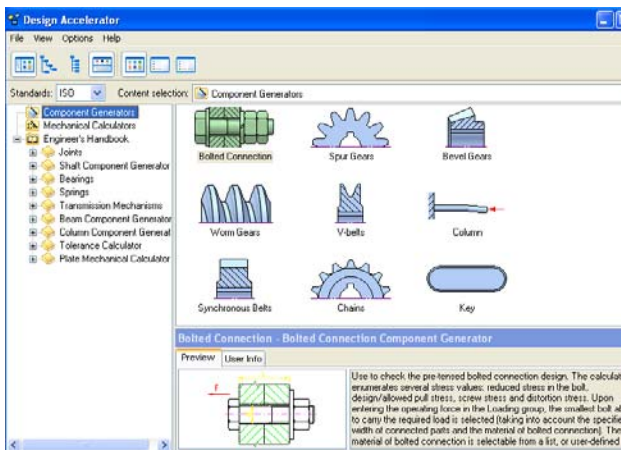 Design Accelerator
File View Options Help
Standards: ISO Content selection: Component Generators
Component Generators
Mechanical Calculators
Engineer's Handbook
Joints
Shaft Component Generator
Bearings
Springs
Transmission Mechanisms
Beam Component Generator
Column Component Generat
Tolerance Calculator
Plate Mechanical Calculator
Bolted Connection Spur Gears Bevel Gears
Worm Gears V-belts Column
Synchronous Belts Chains Key
Bolted Connection - Bolted Connection Component Generator
Preview User Info
F
Use to check the pre-tensed bolted connection design. The calculat
enumerates several stress values: reduced stress in the bolt,
design/allowed pull stress, screw stress and distortion stress. Upon
entering the operating force in the Loading group, the smallest bolt al
to carry the required load is selected (taking into account the specifie
width of connected parts and the material of bolted connection). The
material of bolted connection is selectable from a list, or user-defined